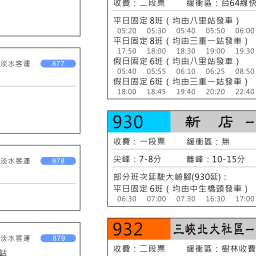 淡水客運 877
淡水客運 878
淡水客運 879
站
收費：二段票 緩衝區：台64線快
平日固定 8班（均由八里站發車）
05:20 05:30 05:40 05:50 06:00
平日固定 8班（均由三重一站發車）
17:50 18:00 18:30 19:00 19:30
假日固定 6班（均由八里站發車）
05:40 05:55 06:10 06:25 08:50
假日固定 6班（均由三重一站發車）
18:00 18:45 19:40 20:20 22:40
930 新 店 –
收費：一段票 緩衝區：無
尖峰：7-8分 離峰：10-15分
部分班次延駛大崎腳(930延)：
平日固定 6班（均由中生橋頭發車）
06:30 07:00 07:30 16:30 17:00
932 三峽北大社區–
收費：二段票 緩衝區：樹林收費